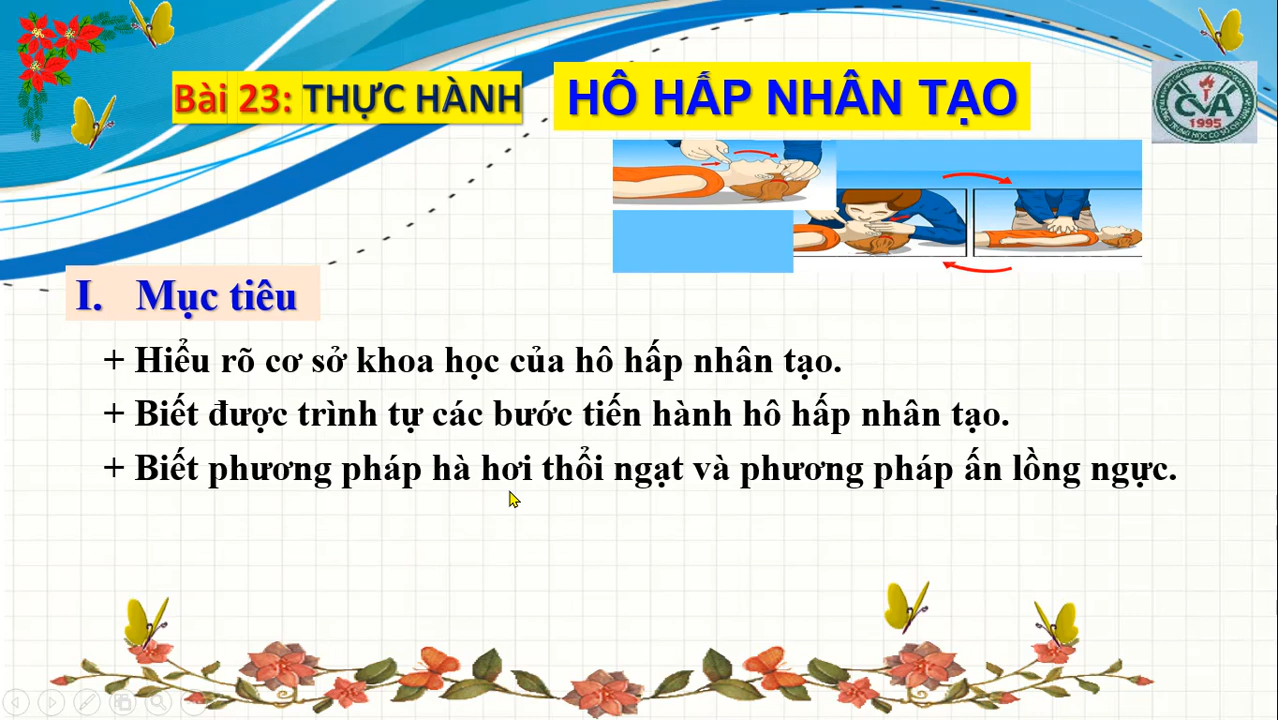 Bài 23: THỰC HÀNH HÔ HẤP NHÂN TẠO
CVA
1995
I. Mục tiêu
+ Hiểu rõ cơ sở khoa học của hô hấp nhân tạo.
+ Biết được trình tự các bước tiến hành hô hấp nhân tạo.
+ Biết phương pháp hà hơi thổi ngạt và phương pháp ấn lồng ngực.